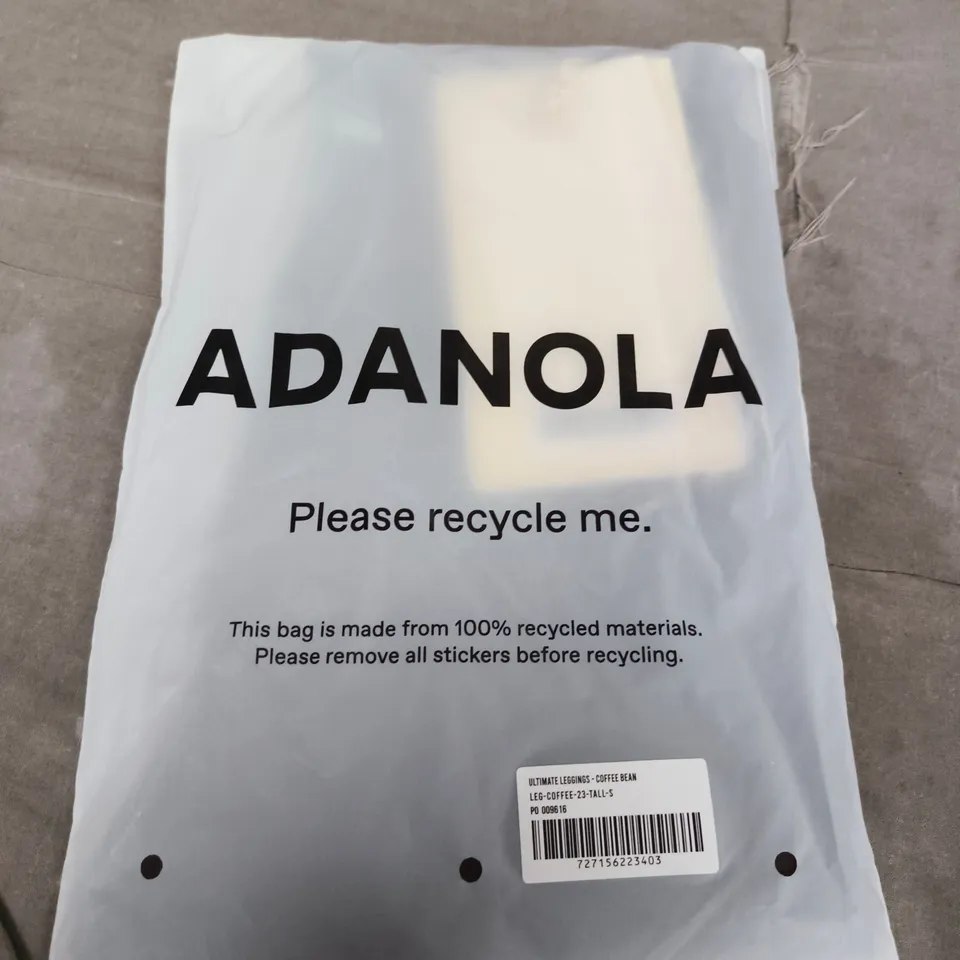 ADANOLA
Please recycle me.
This bag is made from 100% recycled materials.
Please remove all stickers before recycling.
ULTIMATE LEGGINGS - COFFEE BEAN
LEG-COFFEE-23-TALL-S
PO 009616
727156223403